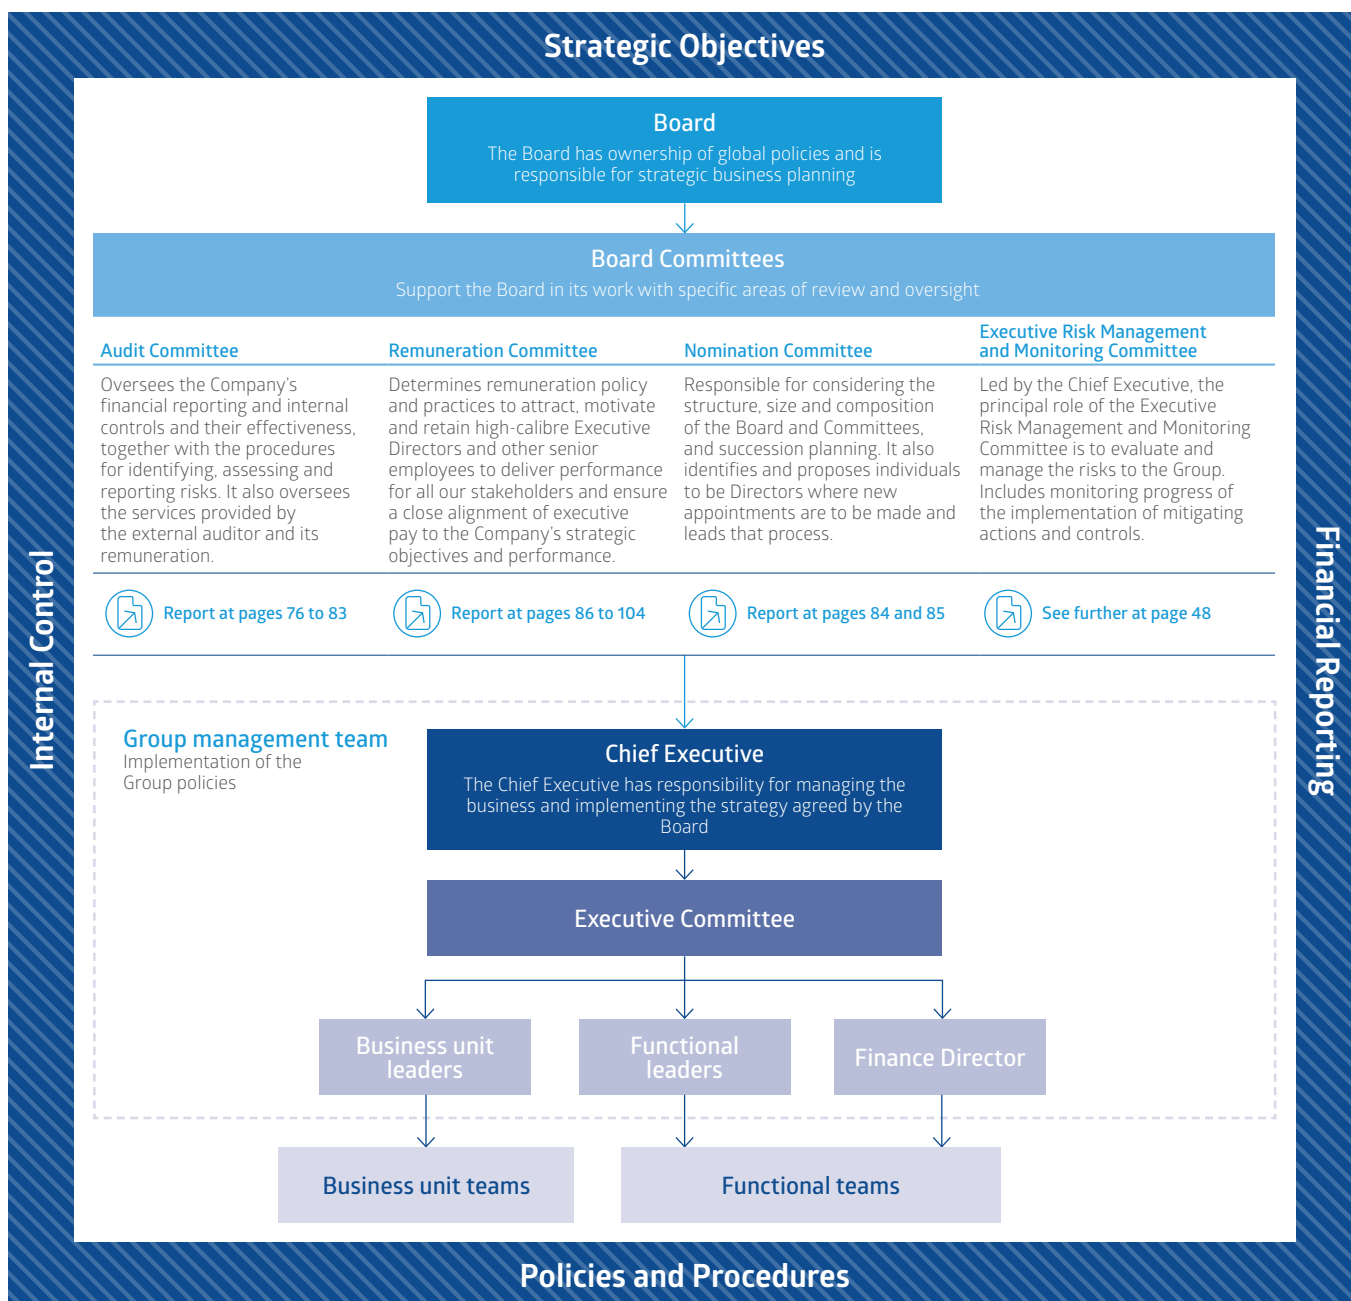 Strategic Objectives
Board
The Board has ownership of global policies and is
responsible for strategic business planning
Board Committees
Support the Board in its work with specific areas of review and oversight
Audit Committee
Oversees the Company's
financial reporting and internal
controls and their effectiveness,
together with the procedures
for identifying, assessing and
reporting risks. It also oversees
the services provided by
the external auditor and its
remuneration.
Report at pages 76 to 83
Remuneration Committee
Determines remuneration policy
and practices to attract, motivate
and retain high-calibre Executive
Directors and other senior
employees to deliver performance
for all our stakeholders and ensure
a close alignment of executive
pay to the Company's strategic
objectives and performance.
Report at pages 86 to 104
Nomination Committee
Responsible for considering the
structure, size and composition
of the Board and Committees,
and succession planning. It also
identifies and proposes individuals
to be Directors where new
appointments are to be made and
leads that process.
Report at pages 84 and 85
Executive Risk Management
and Monitoring Committee
Led by the Chief Executive, the
principal role of the Executive
Risk Management and Monitoring
Committee is to evaluate and
manage the risks to the Group.
Includes monitoring progress of
the implementation of mitigating
actions and controls.
See further at page 48
Internal Control
Financial Reporting
Group management team
Implementation of the
Group policies
Chief Executive
The Chief Executive has responsibility for managing the
business and implementing the strategy agreed by the
Board
Executive Committee
Business unit
leaders
Functional
leaders
Finance Director
Business unit teams
Functional teams
Policies and Procedures